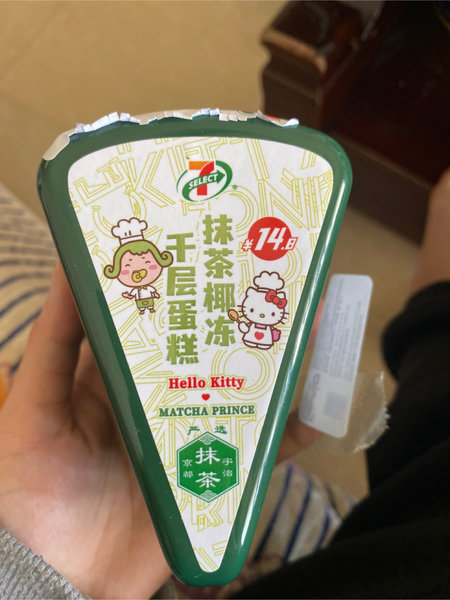 7
SELECT
®
抹茶椰冻
千层蛋糕
¥14.8
Hello Kitty
MATCHA PRINCE
严选
京都
抹茶
宇治